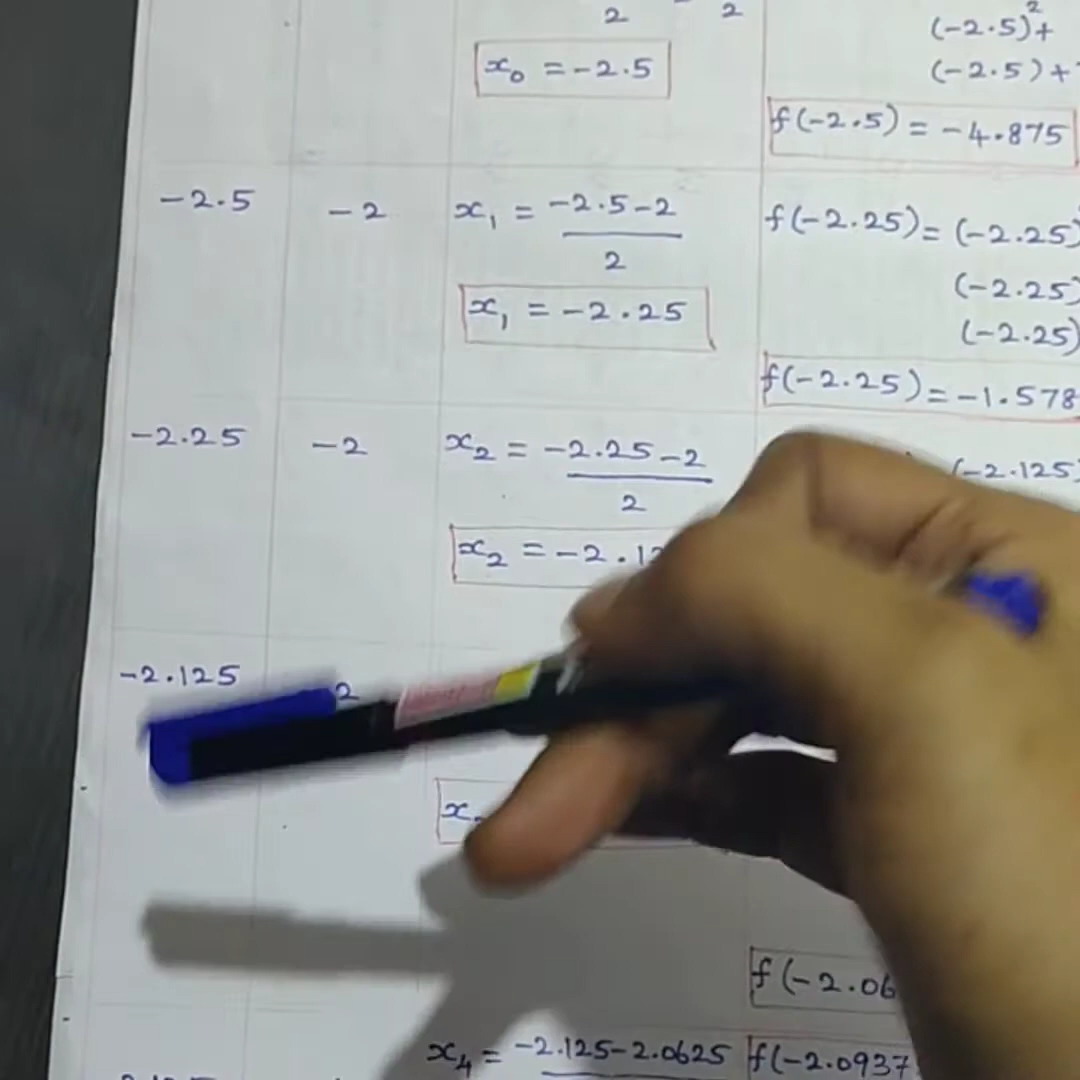 2 2
x₀ = -2.5
(-2.5)²+
(-2.5)+
f(-2.5) = -4.875
-2.5 -2 x₁ = -2.5-2
2
x₁ = -2.25
f(-2.25) = (-2.25)
(-2.25)
(-2.25)
f(-2.25) = -1.578
-2.25 -2 x₂ = -2.25-2
2
x₂ = -2.12
(-2.125)
-2.125 2
x
f(-2.06
x₄ = -2.125-2.0625 f(-2.0937